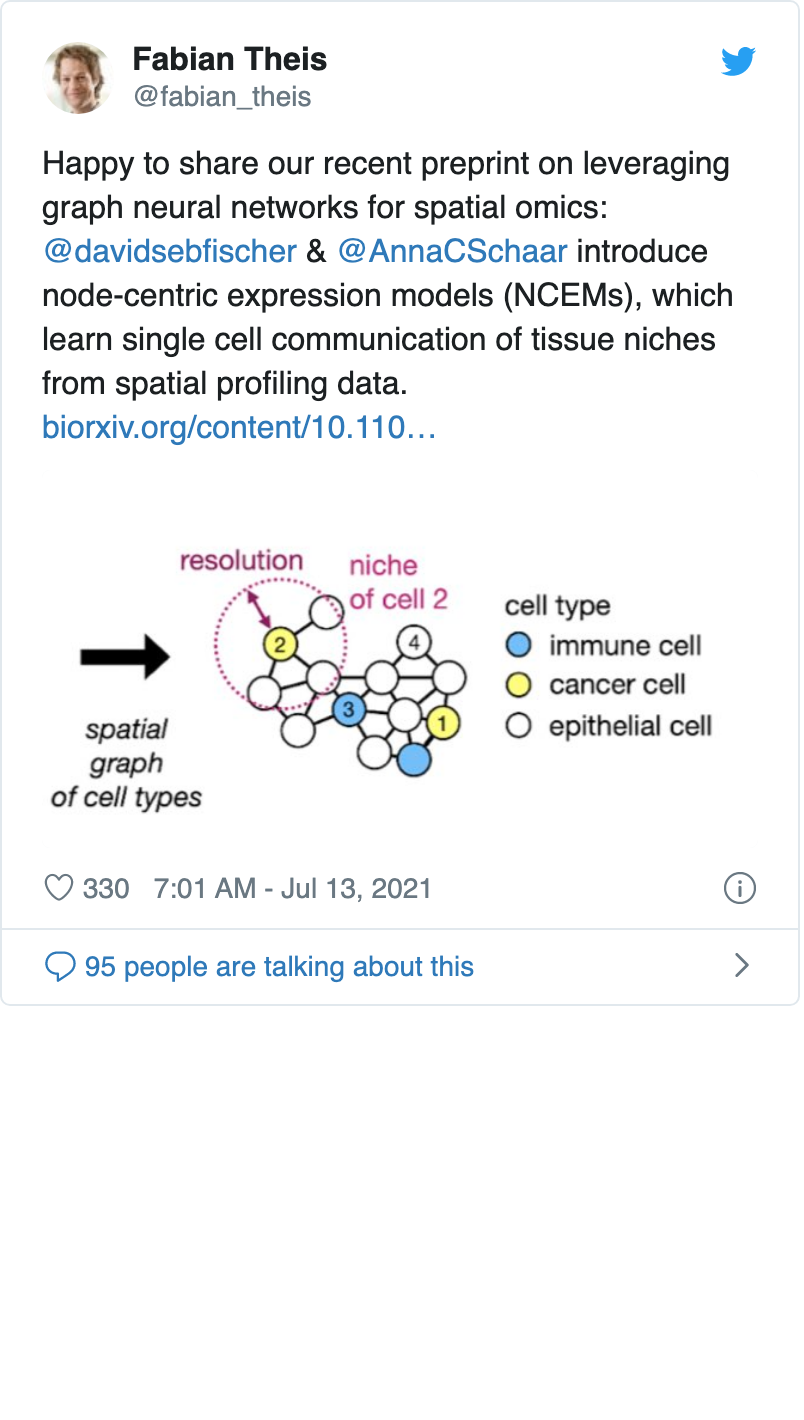 Fabian Theis
@fabian_theis
Happy to share our recent preprint on leveraging
graph neural networks for spatial omics:
@davidsebfischer & @AnnaCSchaar introduce
node-centric expression models (NCEMs), which
learn single cell communication of tissue niches
from spatial profiling data.
biorxiv.org/content/10.110…
resolution
niche
of cell 2
2
4
3
1
spatial
graph
of cell types
cell type
immune cell
cancer cell
epithelial cell
330 7:01 AM - Jul 13, 2021
95 people are talking about this